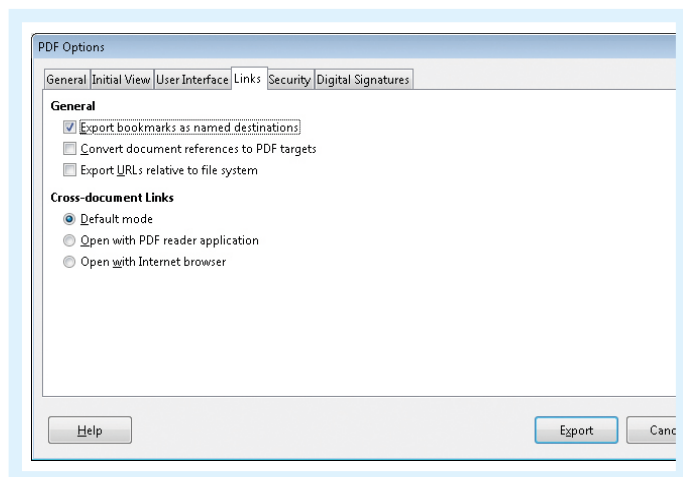 PDF Options
General Initial View User Interface Links Security Digital Signatures
General
Export bookmarks as named destinations
Convert document references to PDF targets
Export URLs relative to file system
Cross-document Links
Default mode
Open with PDF reader application
Open with Internet browser
Help Export Canc